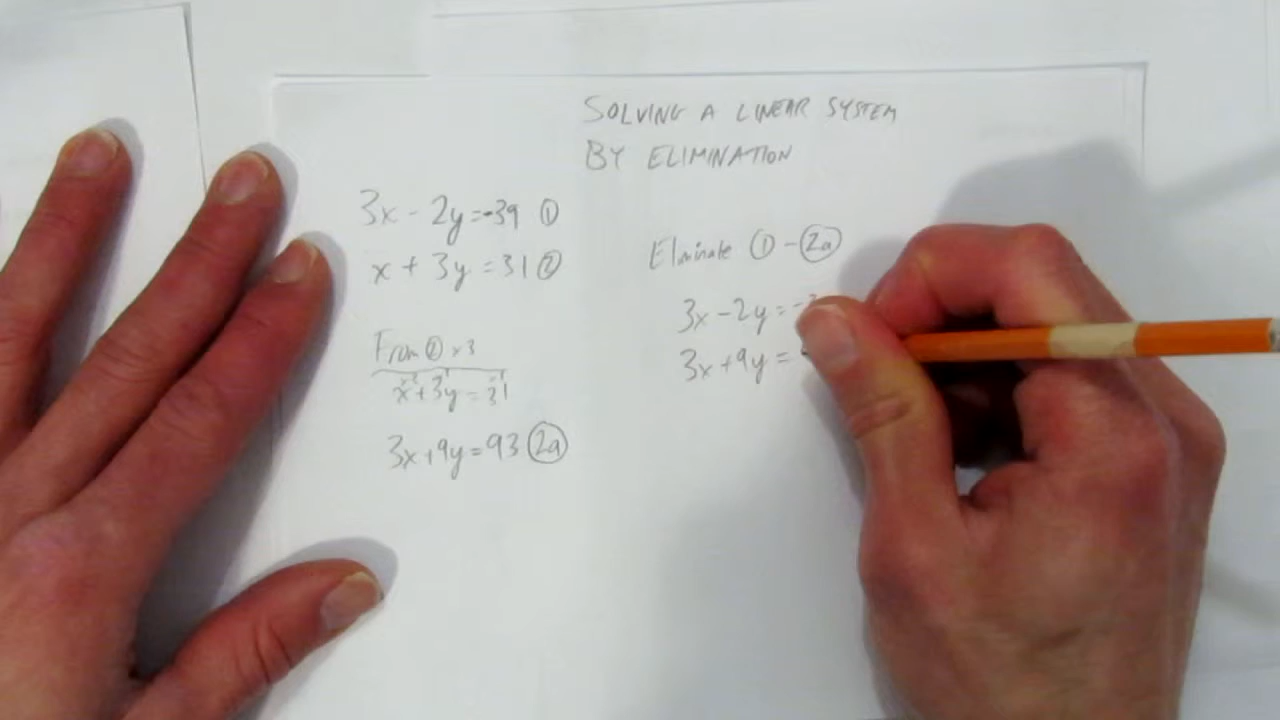 SOLVING A LINEAR SYSTEM
BY ELIMINATION
3x - 2y = -39 ①
x + 3y = 31 ②
From ② x3
x + 3y = 31
3x + 9y = 93 (2a)
Eliminate ① - (2a)
3x - 2y = -3
3x + 9y =